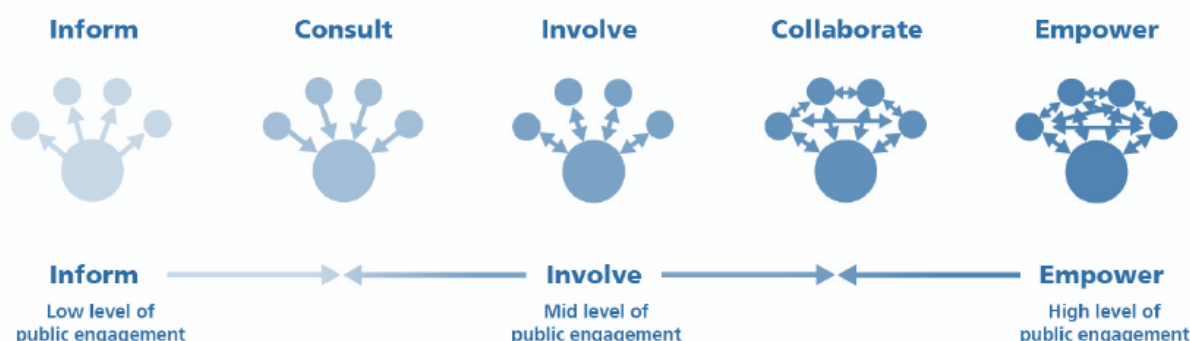 Inform Consult Involve Collaborate Empower
Inform Involve Empower
Low level of Mid level of High level of
public engagement public engagement public engagement